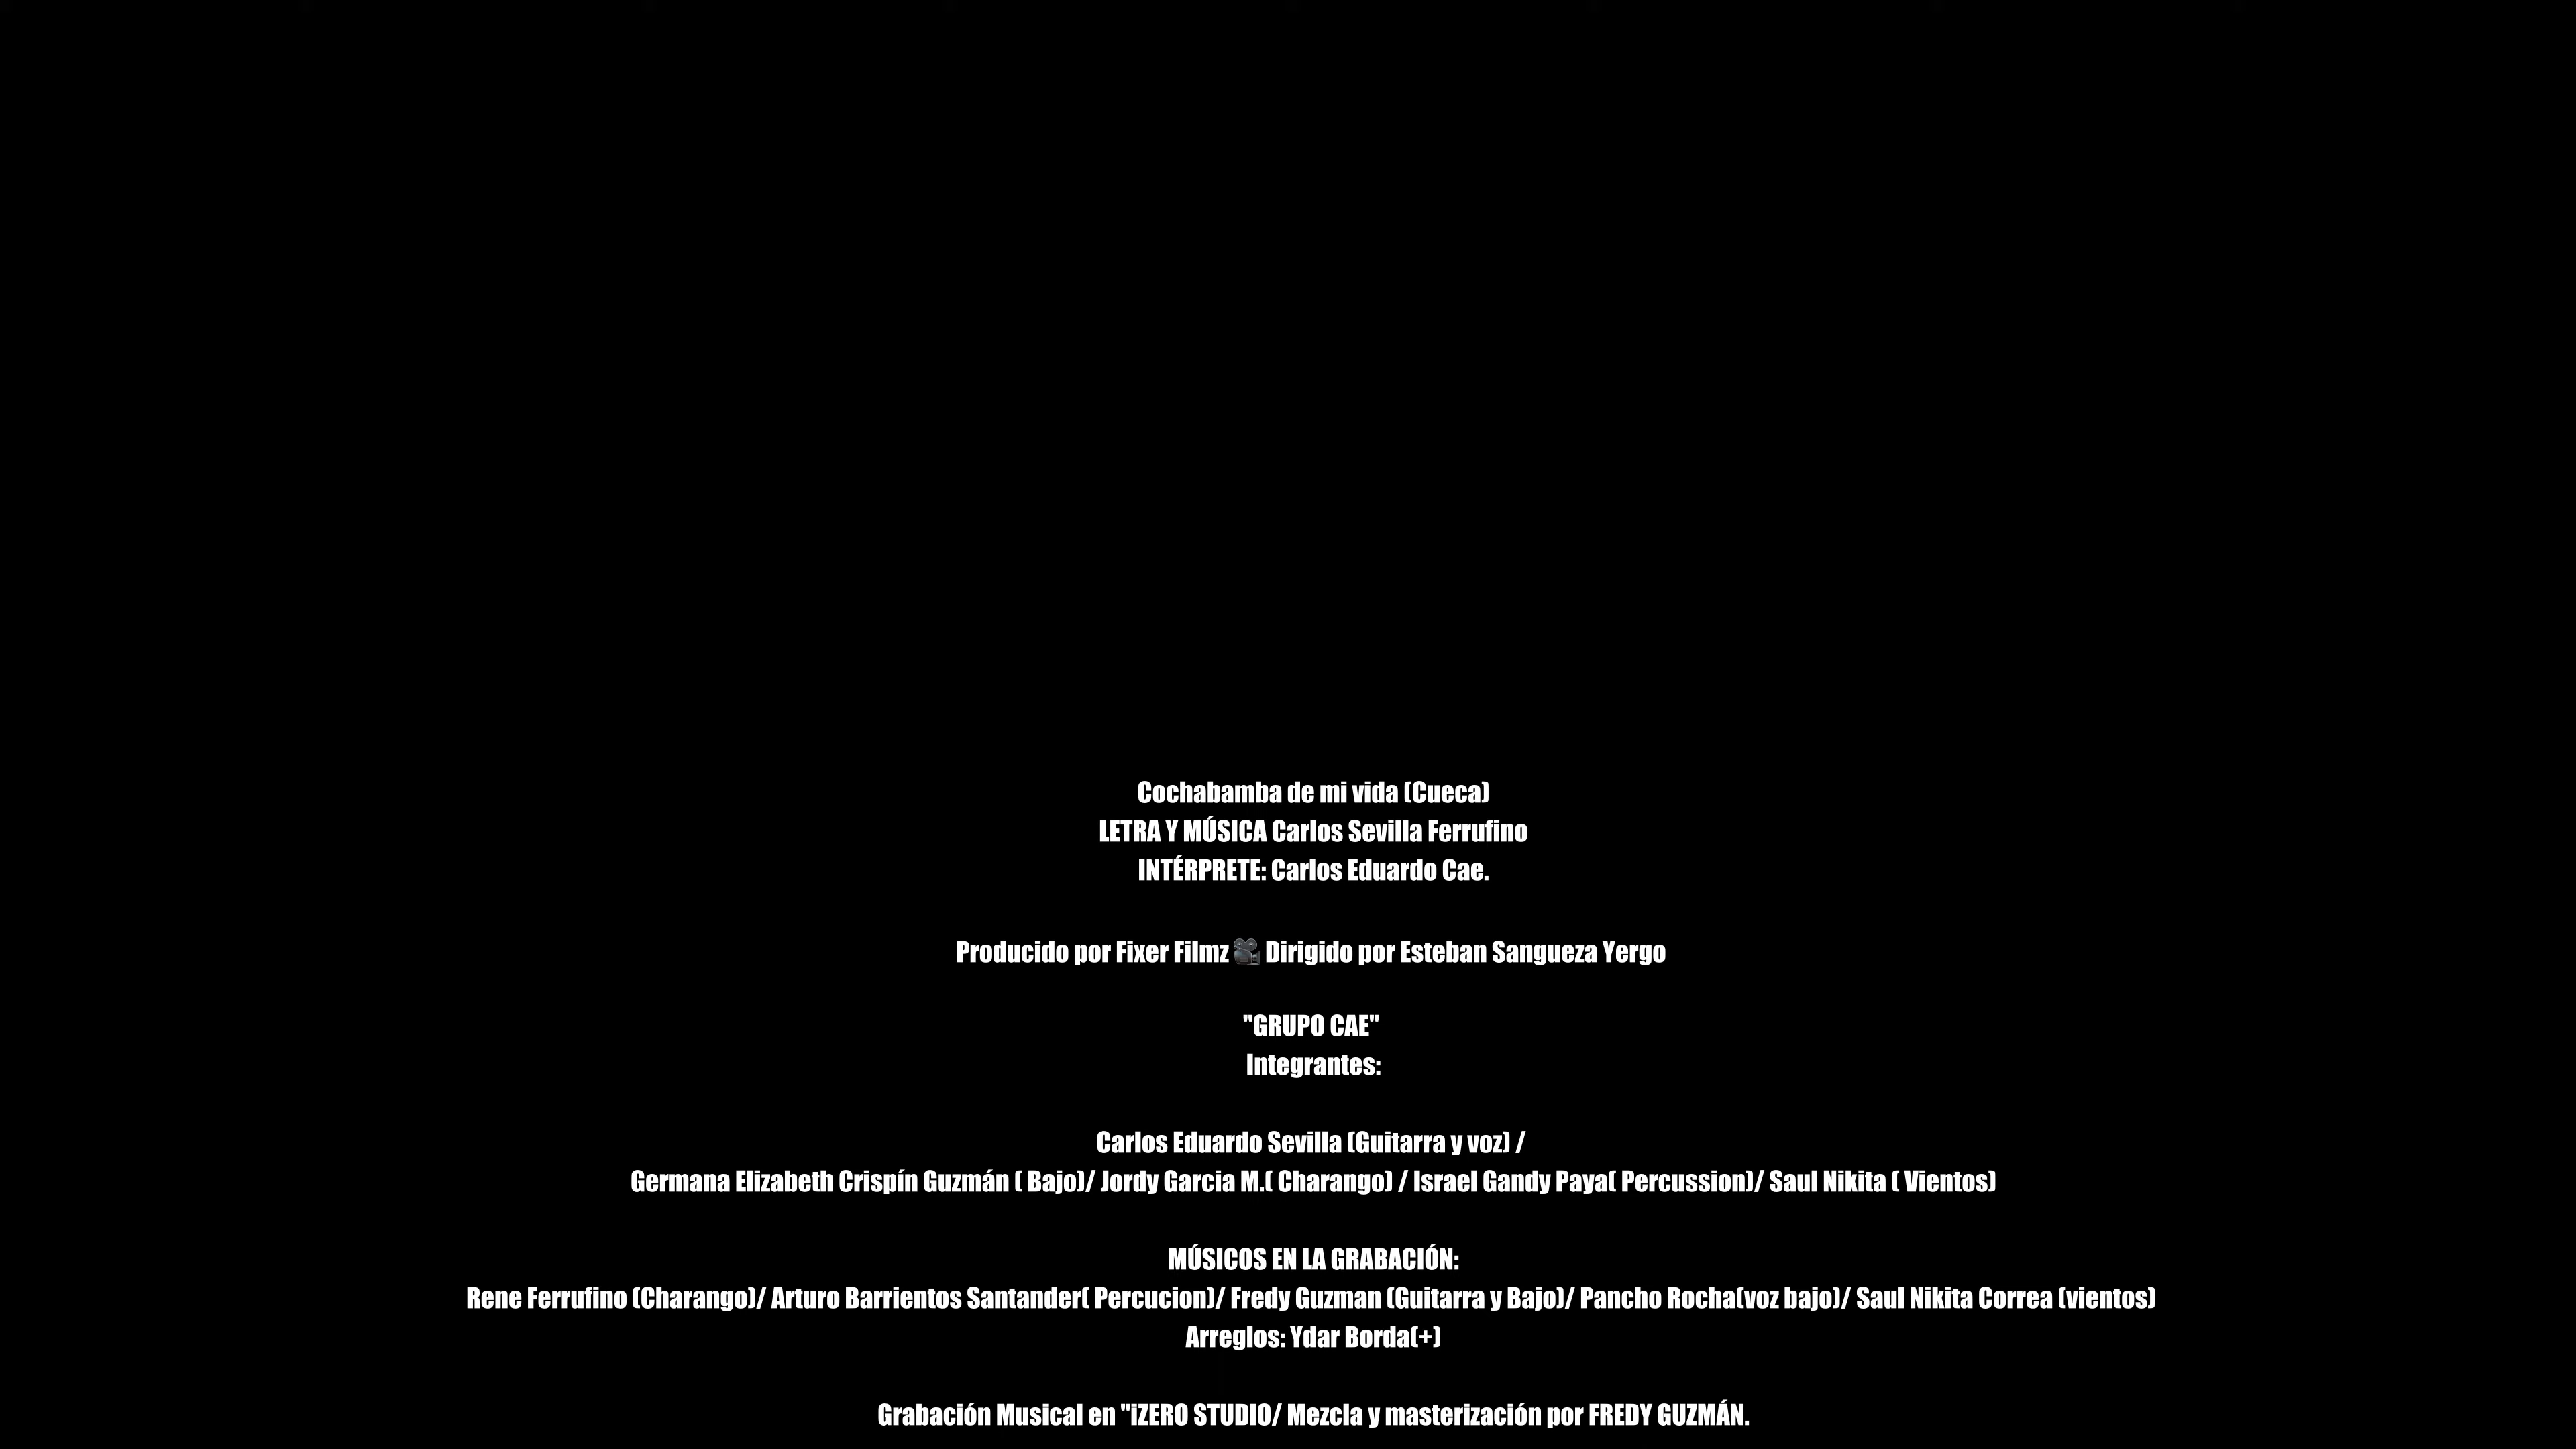 Cochabamba de mi vida (Cueca)
LETRA Y MÚSICA Carlos Sevilla Ferrufino
INTÉRPRETE: Carlos Eduardo Cae.
Producido por Fixer Filmz 🎥 Dirigido por Esteban Sangueza Yergo
"GRUPO CAE"
Integrantes:
Carlos Eduardo Sevilla (Guitarra y voz) /
Germana Elizabeth Crispín Guzmán ( Bajo)/ Jordy Garcia M.( Charango) / Israel Gandy Paya( Percussion)/ Saul Nikita ( Vientos)
MÚSICOS EN LA GRABACIÓN:
Rene Ferrufino (Charango)/ Arturo Barrientos Santander( Percucion)/ Fredy Guzman (Guitarra y Bajo)/ Pancho Rocha(voz bajo)/ Saul Nikita Correa (vientos)
Arreglos: Ydar Borda(+)
Grabación Musical en "iZERO STUDIO/ Mezcla y masterización por FREDY GUZMÁN.